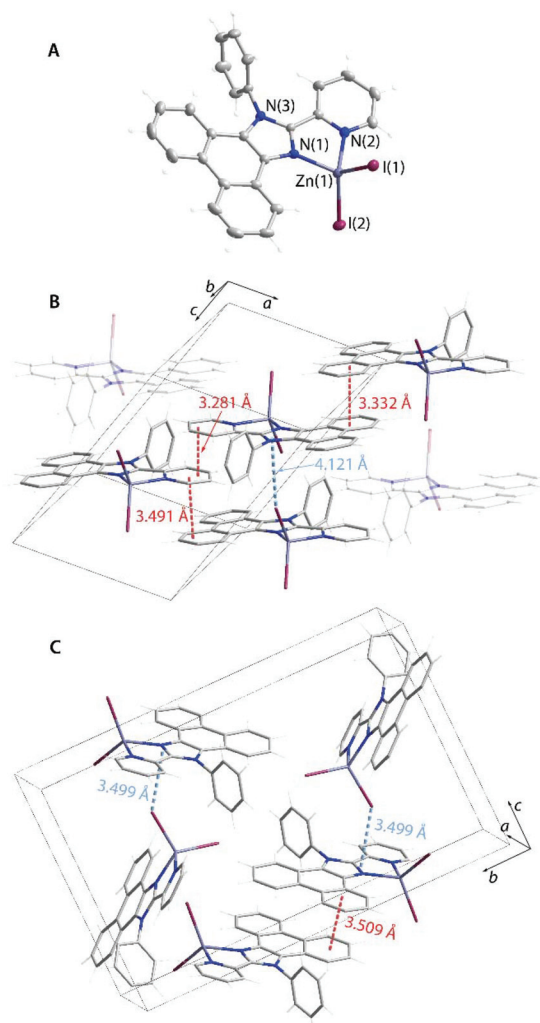 A
N(3)
N(1)
N(2)
Zn(1)
I(1)
I(2)
B
b
c
a
3.281 Å
3.332 Å
4.121 Å
3.491 Å
C
3.499 Å
3.499 Å
c
a
b
3.509 Å